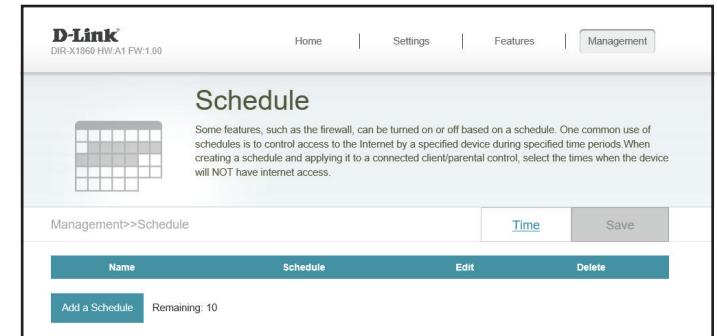 D-Link
DIR-X1860 HW:A1 FW:1.00
Home Settings Features Management
Schedule
Some features, such as the firewall, can be turned on or off based on a schedule. One common use of
schedules is to control access to the Internet by a specified device during specified time periods.When
creating a schedule and applying it to a connected client/parental control, select the times when the device
will NOT have internet access.
Management>>Schedule Time Save
Name Schedule Edit Delete
Add a Schedule Remaining: 10